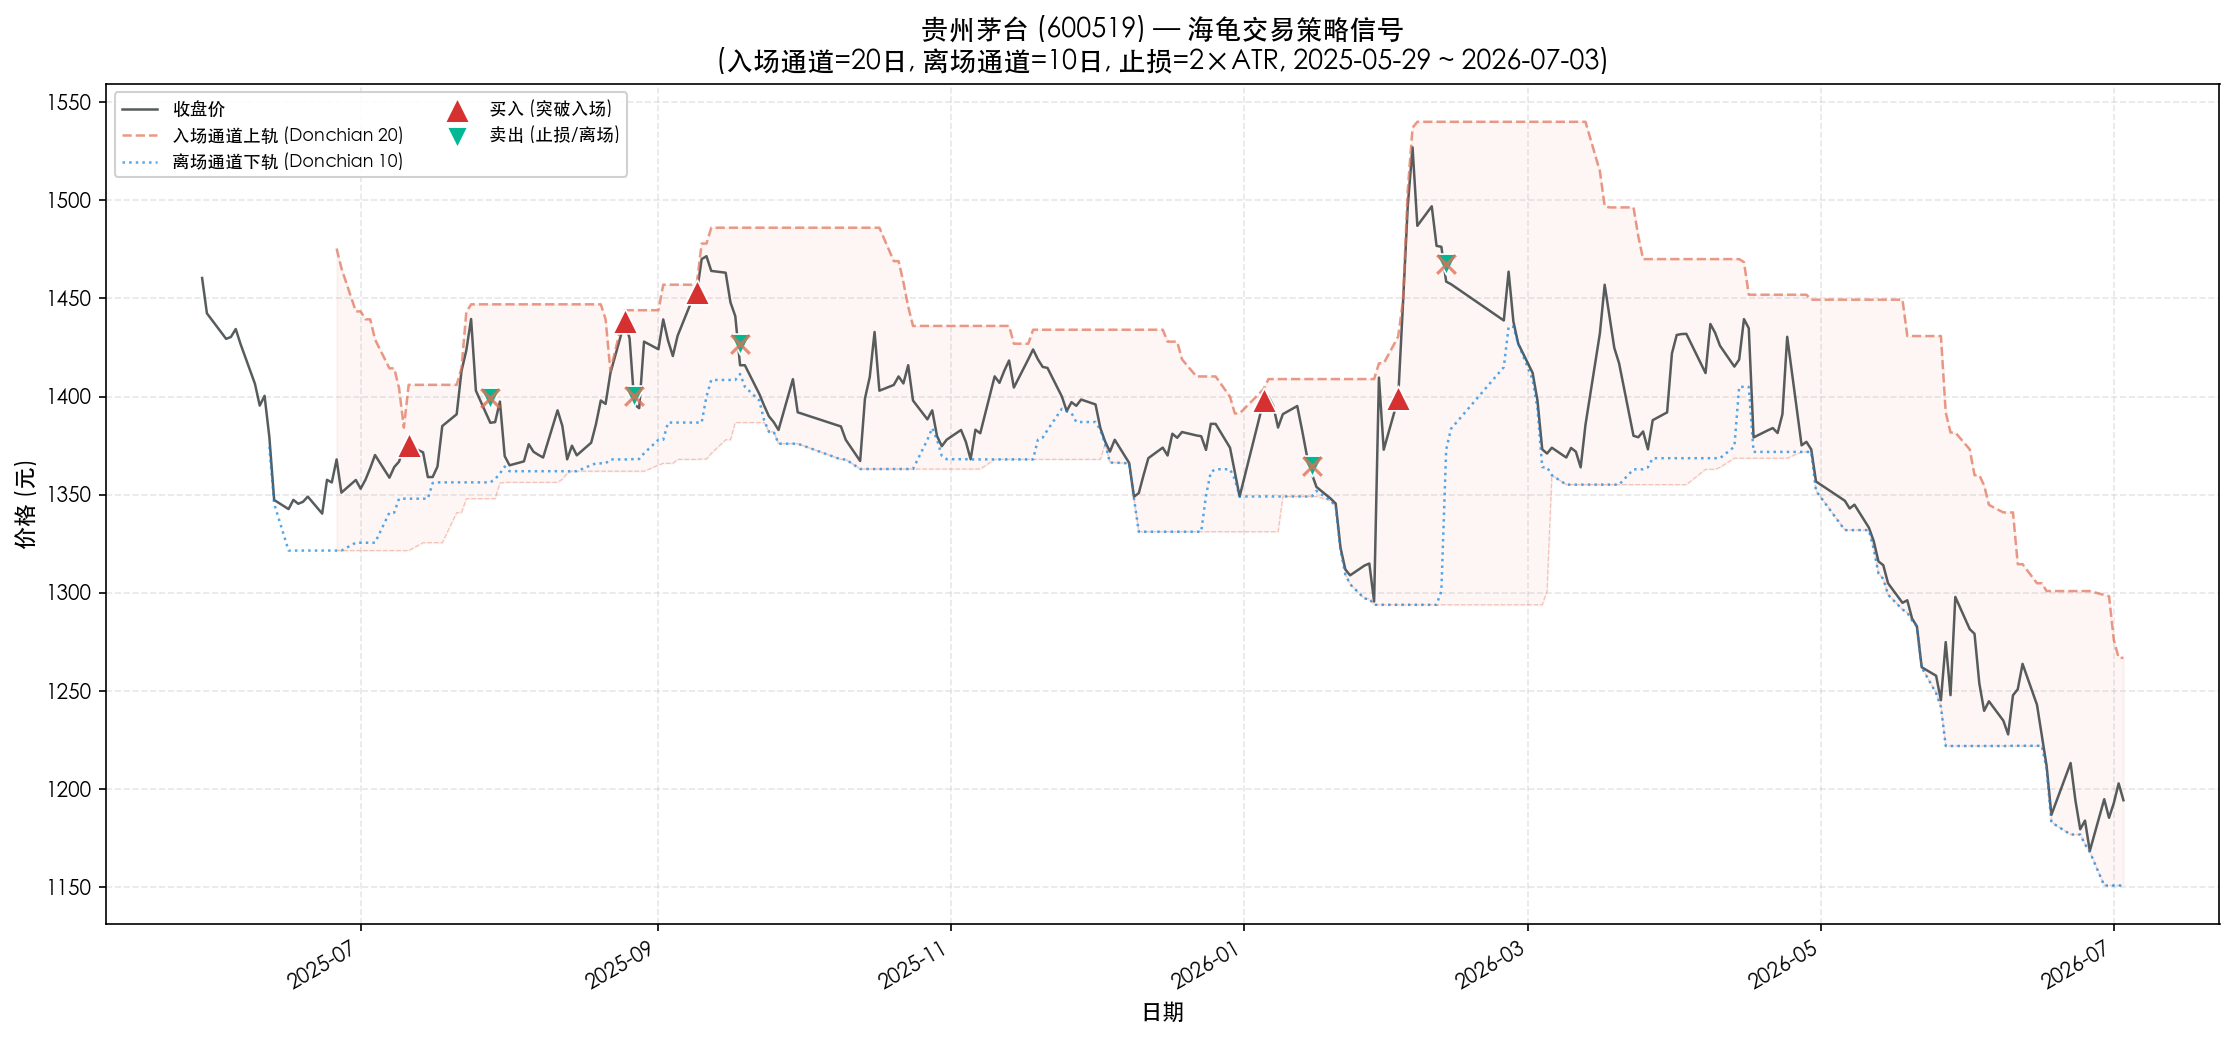 贵州茅台 (600519) — 海龟交易策略信号
(入场通道=20日, 离场通道=10日, 止损=2×ATR, 2025-05-29 ~ 2026-07-03)
收盘价
入场通道上轨 (Donchian 20)
离场通道下轨 (Donchian 10)
买入 (突破入场)
卖出 (止损/离场)
价格 (元)
1550
1500
1450
1400
1350
1300
1250
1200
1150
2025-07
2025-09
2025-11
2026-01
2026-03
2026-05
2026-07
日期